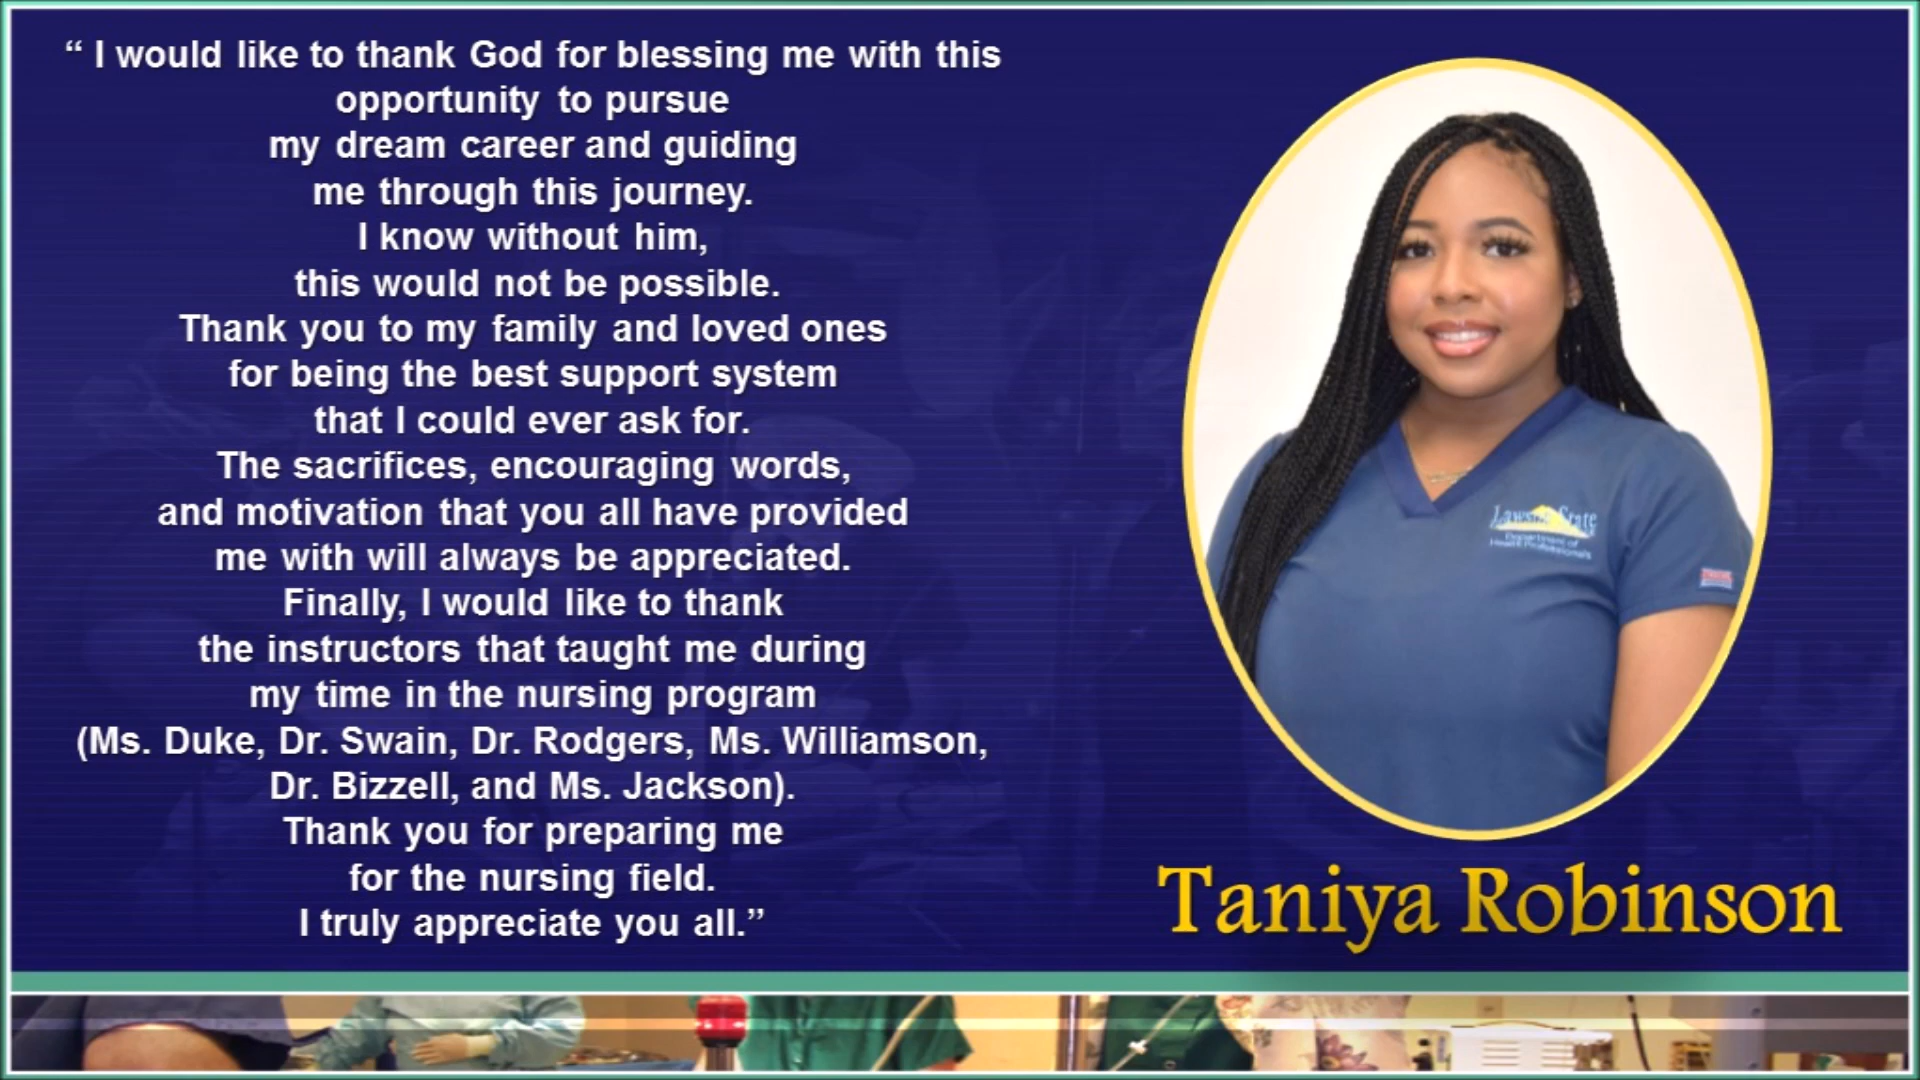 “ I would like to thank God for blessing me with this
opportunity to pursue
my dream career and guiding
me through this journey.
I know without him,
this would not be possible.
Thank you to my family and loved ones
for being the best support system
that I could ever ask for.
The sacrifices, encouraging words,
and motivation that you all have provided
me with will always be appreciated.
Finally, I would like to thank
the instructors that taught me during
my time in the nursing program
(Ms. Duke, Dr. Swain, Dr. Rodgers, Ms. Williamson,
Dr. Bizzell, and Ms. Jackson).
Thank you for preparing me
for the nursing field.
I truly appreciate you all.”
Lawson State
Department of
Health Professionals
Taniya Robinson